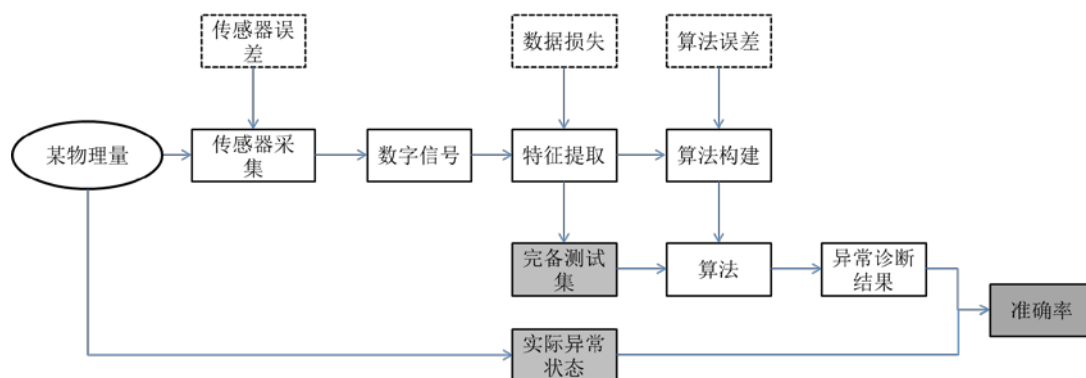 传感器误
差
数据损失
算法误差
某物理量
传感器采
集
数字信号
特征提取
算法构建
完备测试
集
算法
异常诊断
结果
准确率
实际异常
状态